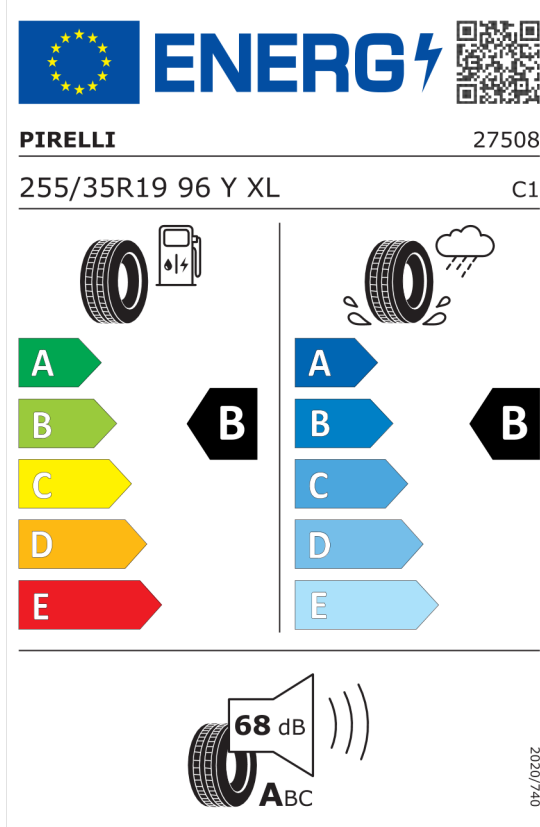 ENERG
PIRELLI 27508
255/35R19 96 Y XL C1
A A
B B B B
C C
D D
E E
68 dB
ABC
2020/740